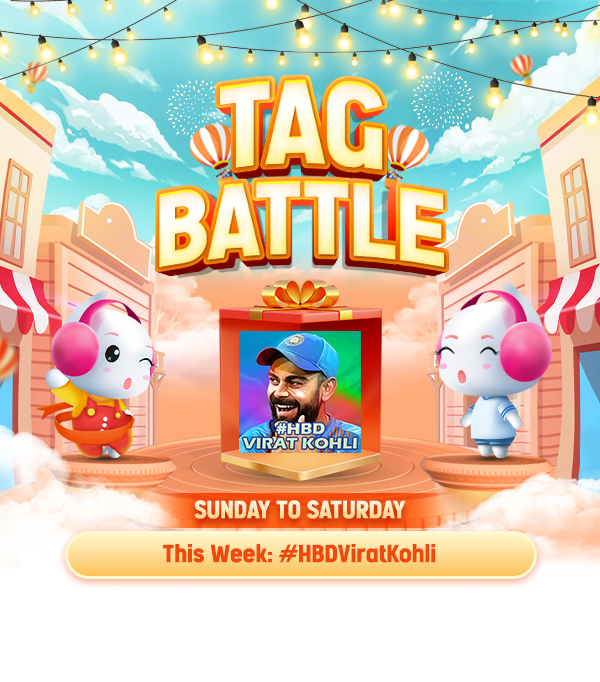 TAG
BATTLE
#HBD
VIRAT KOHLI
SUNDAY TO SATURDAY
This Week: #HBDViratKohli